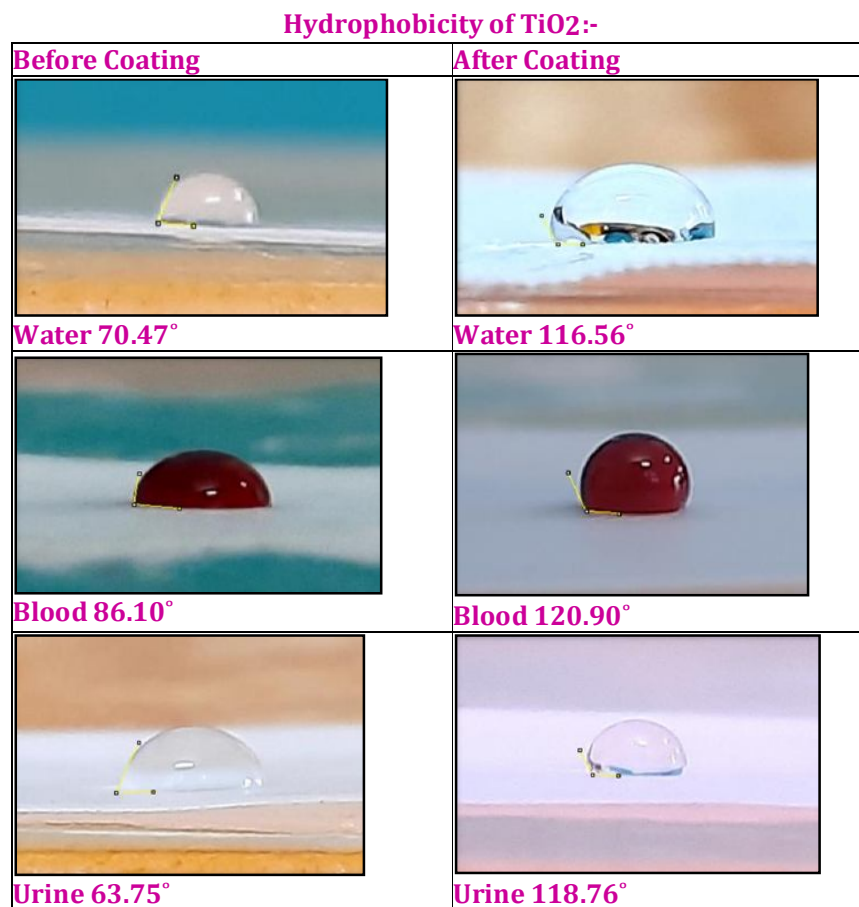 Hydrophobicity of TiO2:-
Before Coating
After Coating
Water 70.47°
Water 116.56°
Blood 86.10°
Blood 120.90°
Urine 63.75°
Urine 118.76°